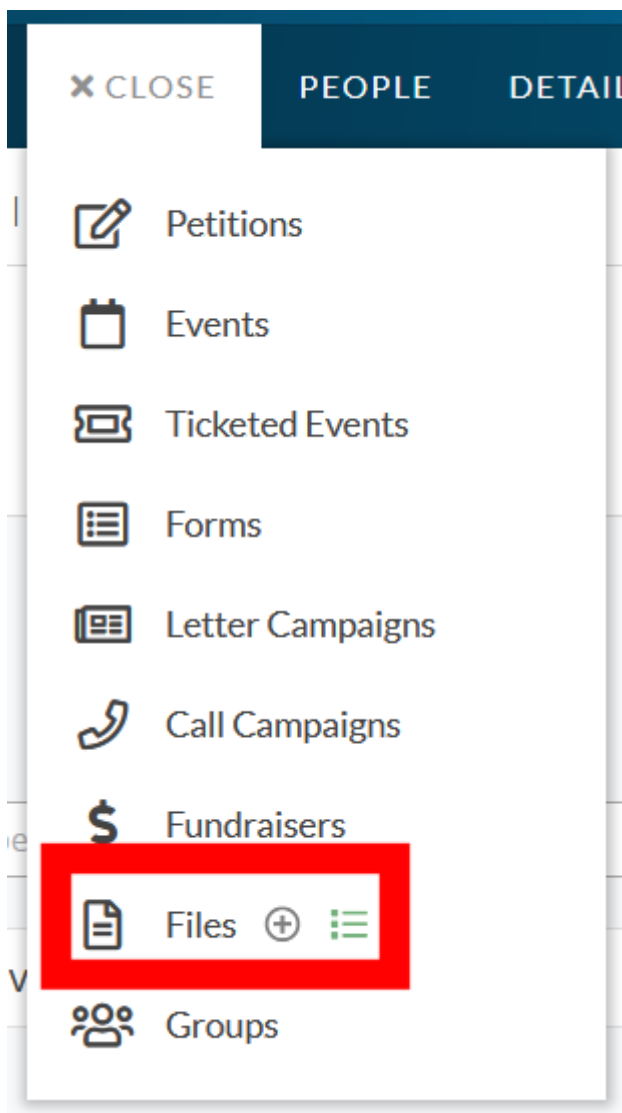 CLOSE PEOPLE DETAIL
Petitions
Events
Ticketed Events
Forms
Letter Campaigns
Call Campaigns
Fundraisers
Files
Groups